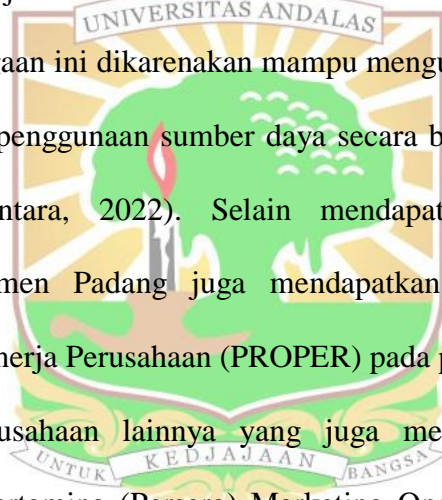 j
UNIVERSITAS ANDALAS
gaan ini dikarenakan mampu mengu
penggunaan sumber daya secara b
ntara, 2022). Selain mendapat
men Padang juga mendapatkan
nerja Perusahaan (PROPER) pada p
usahaan lainnya yang juga me
UNTUK KEDJAJAAN BANGSA
ertamina (Persero) Marketing Op